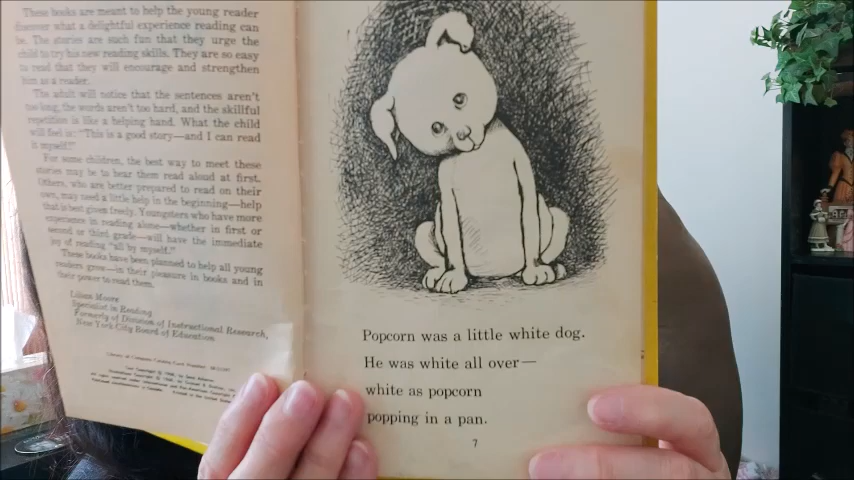 These books are meant to help the young reader
discover what a delightful experience reading can
be. The stories are such fun that they urge the
child to try his new reading skills. They are so easy
to read that they will encourage and strengthen
him as a reader.
The adult will notice that the sentences aren't
too long, the words aren't too hard, and the skillful
repetition is like a helping hand. What the child
will feel is: "This is a good story—and I can read
it myself!"
For some children, the best way to meet these
stories may be to hear them read aloud at first.
Others, who are better prepared to read on their
own, may need a little help in the beginning—help
that is best given freely. Youngsters who have more
experience in reading alone—whether in first or
second or third grade—will have the immediate
joy of reading "all by myself."
These books have been planned to help all young
readers grow—in their pleasure in books and in
their power to read them.
Lilian Moore
Specialist in Reading
Formerly of Division of Instructional Research,
New York City Board of Education
Library of Congress Catalog Card Number
Popcorn was a little white dog.
He was white all over—
white as popcorn
popping in a pan.
7